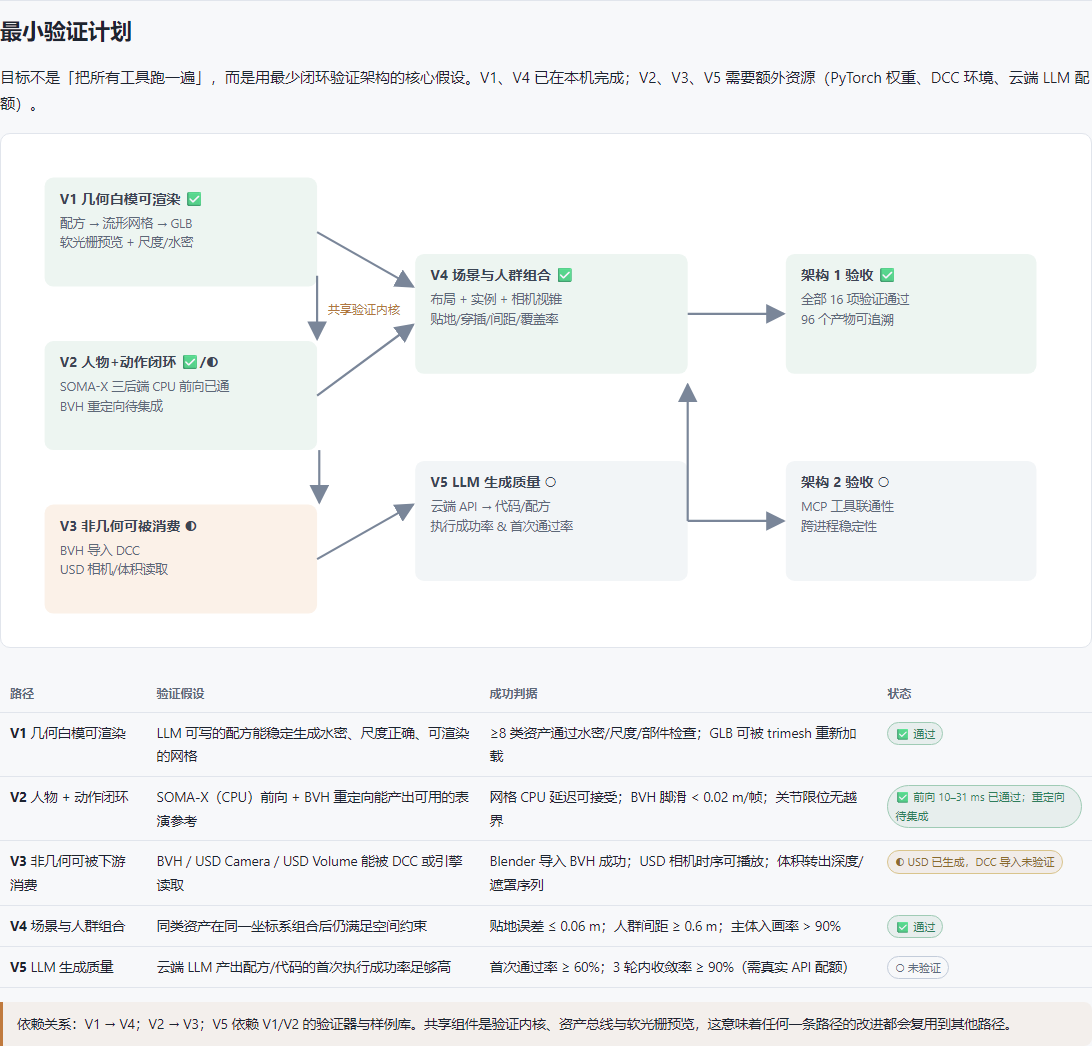 最小验证计划
目标不是「把所有工具跑一遍」，而是用最少闭环验证架构的核心假设。V1、V4 已在本机完成；V2、V3、V5 需要额外资源（PyTorch 权重、DCC 环境、云端 LLM 配
额）。
V1 几何白模可渲染 ✅
配方 → 流形网格 → GLB
软光栅预览 + 尺度/水密
共享验证内核
V2 人物+动作闭环 ✅/◐
SOMA-X 三后端 CPU 前向已通
BVH 重定向待集成
V3 非几何可被消费 ◐
BVH 导入 DCC
USD 相机/体积读取
V4 场景与人群组合 ✅
布局 + 实例 + 相机视锥
贴地/穿插/间距/覆盖率
V5 LLM 生成质量 ○
云端 API → 代码/配方
执行成功率 & 首次通过率
架构 1 验收 ✅
全部 16 项验证通过
96 个产物可追溯
架构 2 验收 ○
MCP 工具联通性
跨进程稳定性
路径 验证假设 成功判据 状态
V1 几何白模可渲染 LLM 可写的配方能稳定生成水密、尺度正确、可渲染 ≥8 类资产通过水密/尺度/部件检查；GLB 可被 trimesh 重新加 ✅ 通过
的网格 载
V2 人物 + 动作闭环 SOMA-X（CPU）前向 + BVH 重定向能产出可用的表 网格 CPU 延迟可接受；BVH 脚滑 < 0.02 m/帧；关节限位无越 ✅ 前向 10–31 ms 已通过；重定向
演参考 界 待集成
V3 非几何可被下游 BVH / USD Camera / USD Volume 能被 DCC 或引擎 Blender 导入 BVH 成功；USD 相机时序可播放；体积转出深度/ ◐ USD 已生成，DCC 导入未验证
消费 读取 遮罩序列
V4 场景与人群组合 同类资产在同一坐标系组合后仍满足空间约束 贴地误差 ≤ 0.06 m；人群间距 ≥ 0.6 m；主体入画率 > 90% ✅ 通过
V5 LLM 生成质量 云端 LLM 产出配方/代码的首次执行成功率足够高 首次通过率 ≥ 60%；3 轮内收敛率 ≥ 90%（需真实 API 配额） ○ 未验证
依赖关系：V1 → V4；V2 → V3；V5 依赖 V1/V2 的验证器与样例库。共享组件是验证内核、资产总线与软光栅预览，这意味着任何一条路径的改进都会复用到其他路径。